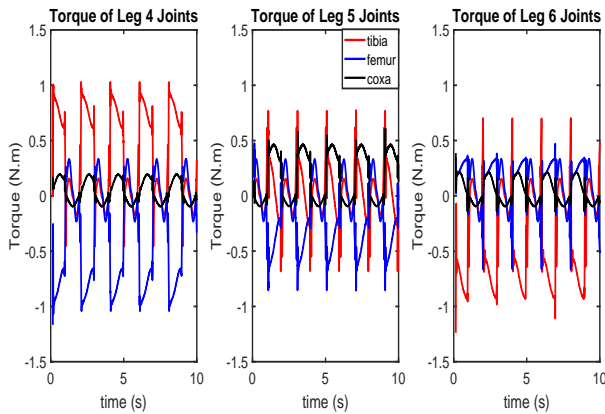 Torque of Leg 4 Joints
Torque of Leg 5 Joints
Torque of Leg 6 Joints
1.5
1
0.5
0
-0.5
-1
-1.5
Torque (N.m)
0 5 10
time (s)
1.5
1
0.5
0
-0.5
-1
-1.5
Torque (N.m)
tibia
femur
coxa
0 5 10
time (s)
1.5
1
0.5
0
-0.5
-1
-1.5
Torque (N.m)
0 5 10
time (s)